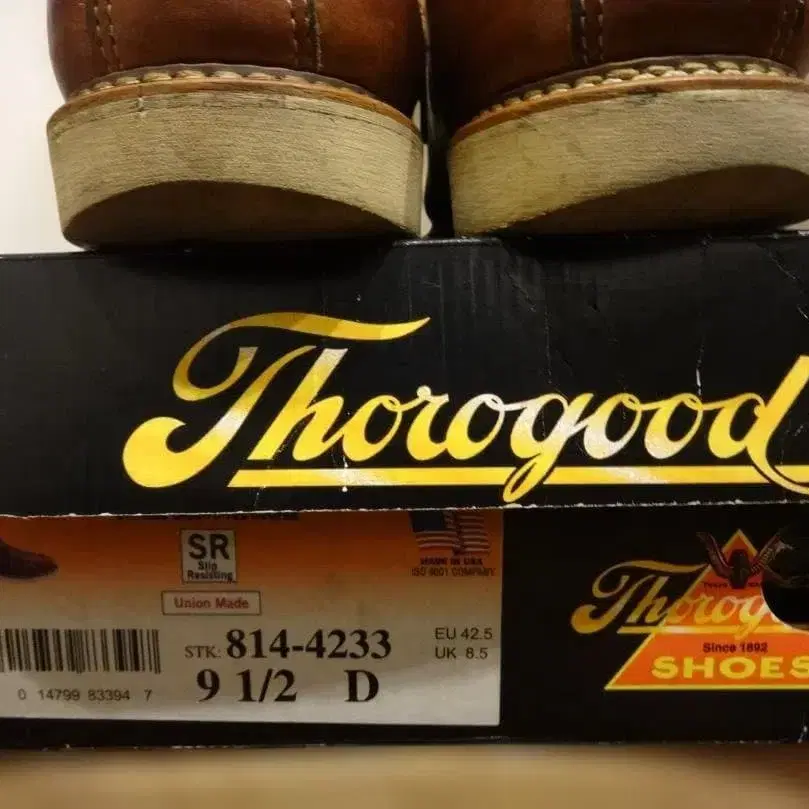 Thorogood
SR
Slip
Resisting
MADE IN USA
ISO 9001 COMPANY
Union Made
STK: 814-4233
EU 42.5
UK 8.5
9 1/2 D
0 14799 83394 7
Thorog
Since 1892
SHOES